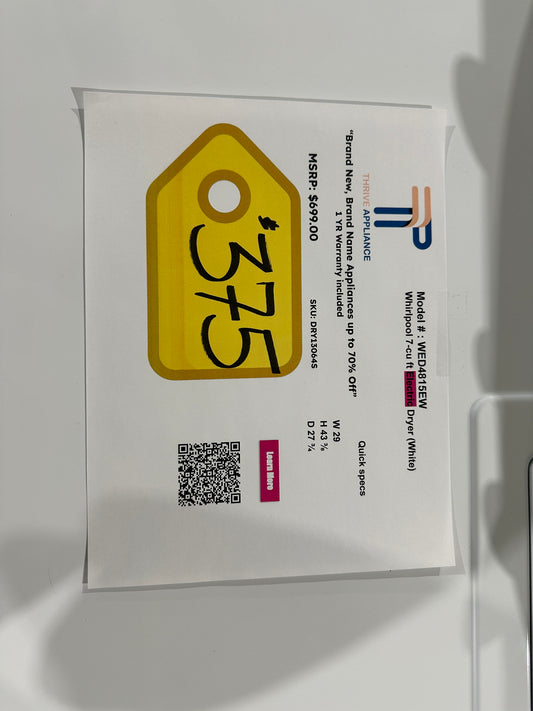 THRIVE APPLIANCE
Model # : WED4815EW
Whirlpool 7-cu ft Electric Dryer (White)
"Brand New, Brand Name Appliances up to 70% Off"
1 YR Warranty included
MSRP: $699.00
SKU: DRY13064S
$375
Quick specs
W 29
H 43 ⅜
D 27 ¾
Learn More